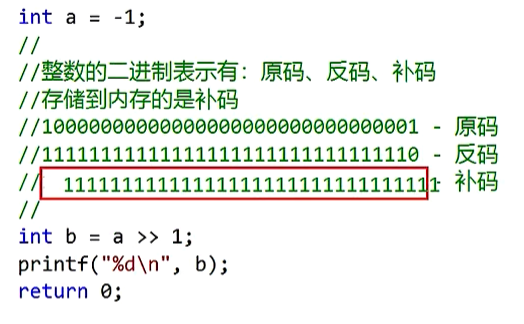 int a = -1;
//
//整数的二进制表示有：原码、反码、补码
//存储到内存的是补码
//10000000000000000000000000000001 - 原码
//11111111111111111111111111111110 - 反码
// 11111111111111111111111111111111 - 补码
//
int b = a >> 1;
printf("%d\n", b);
return 0;